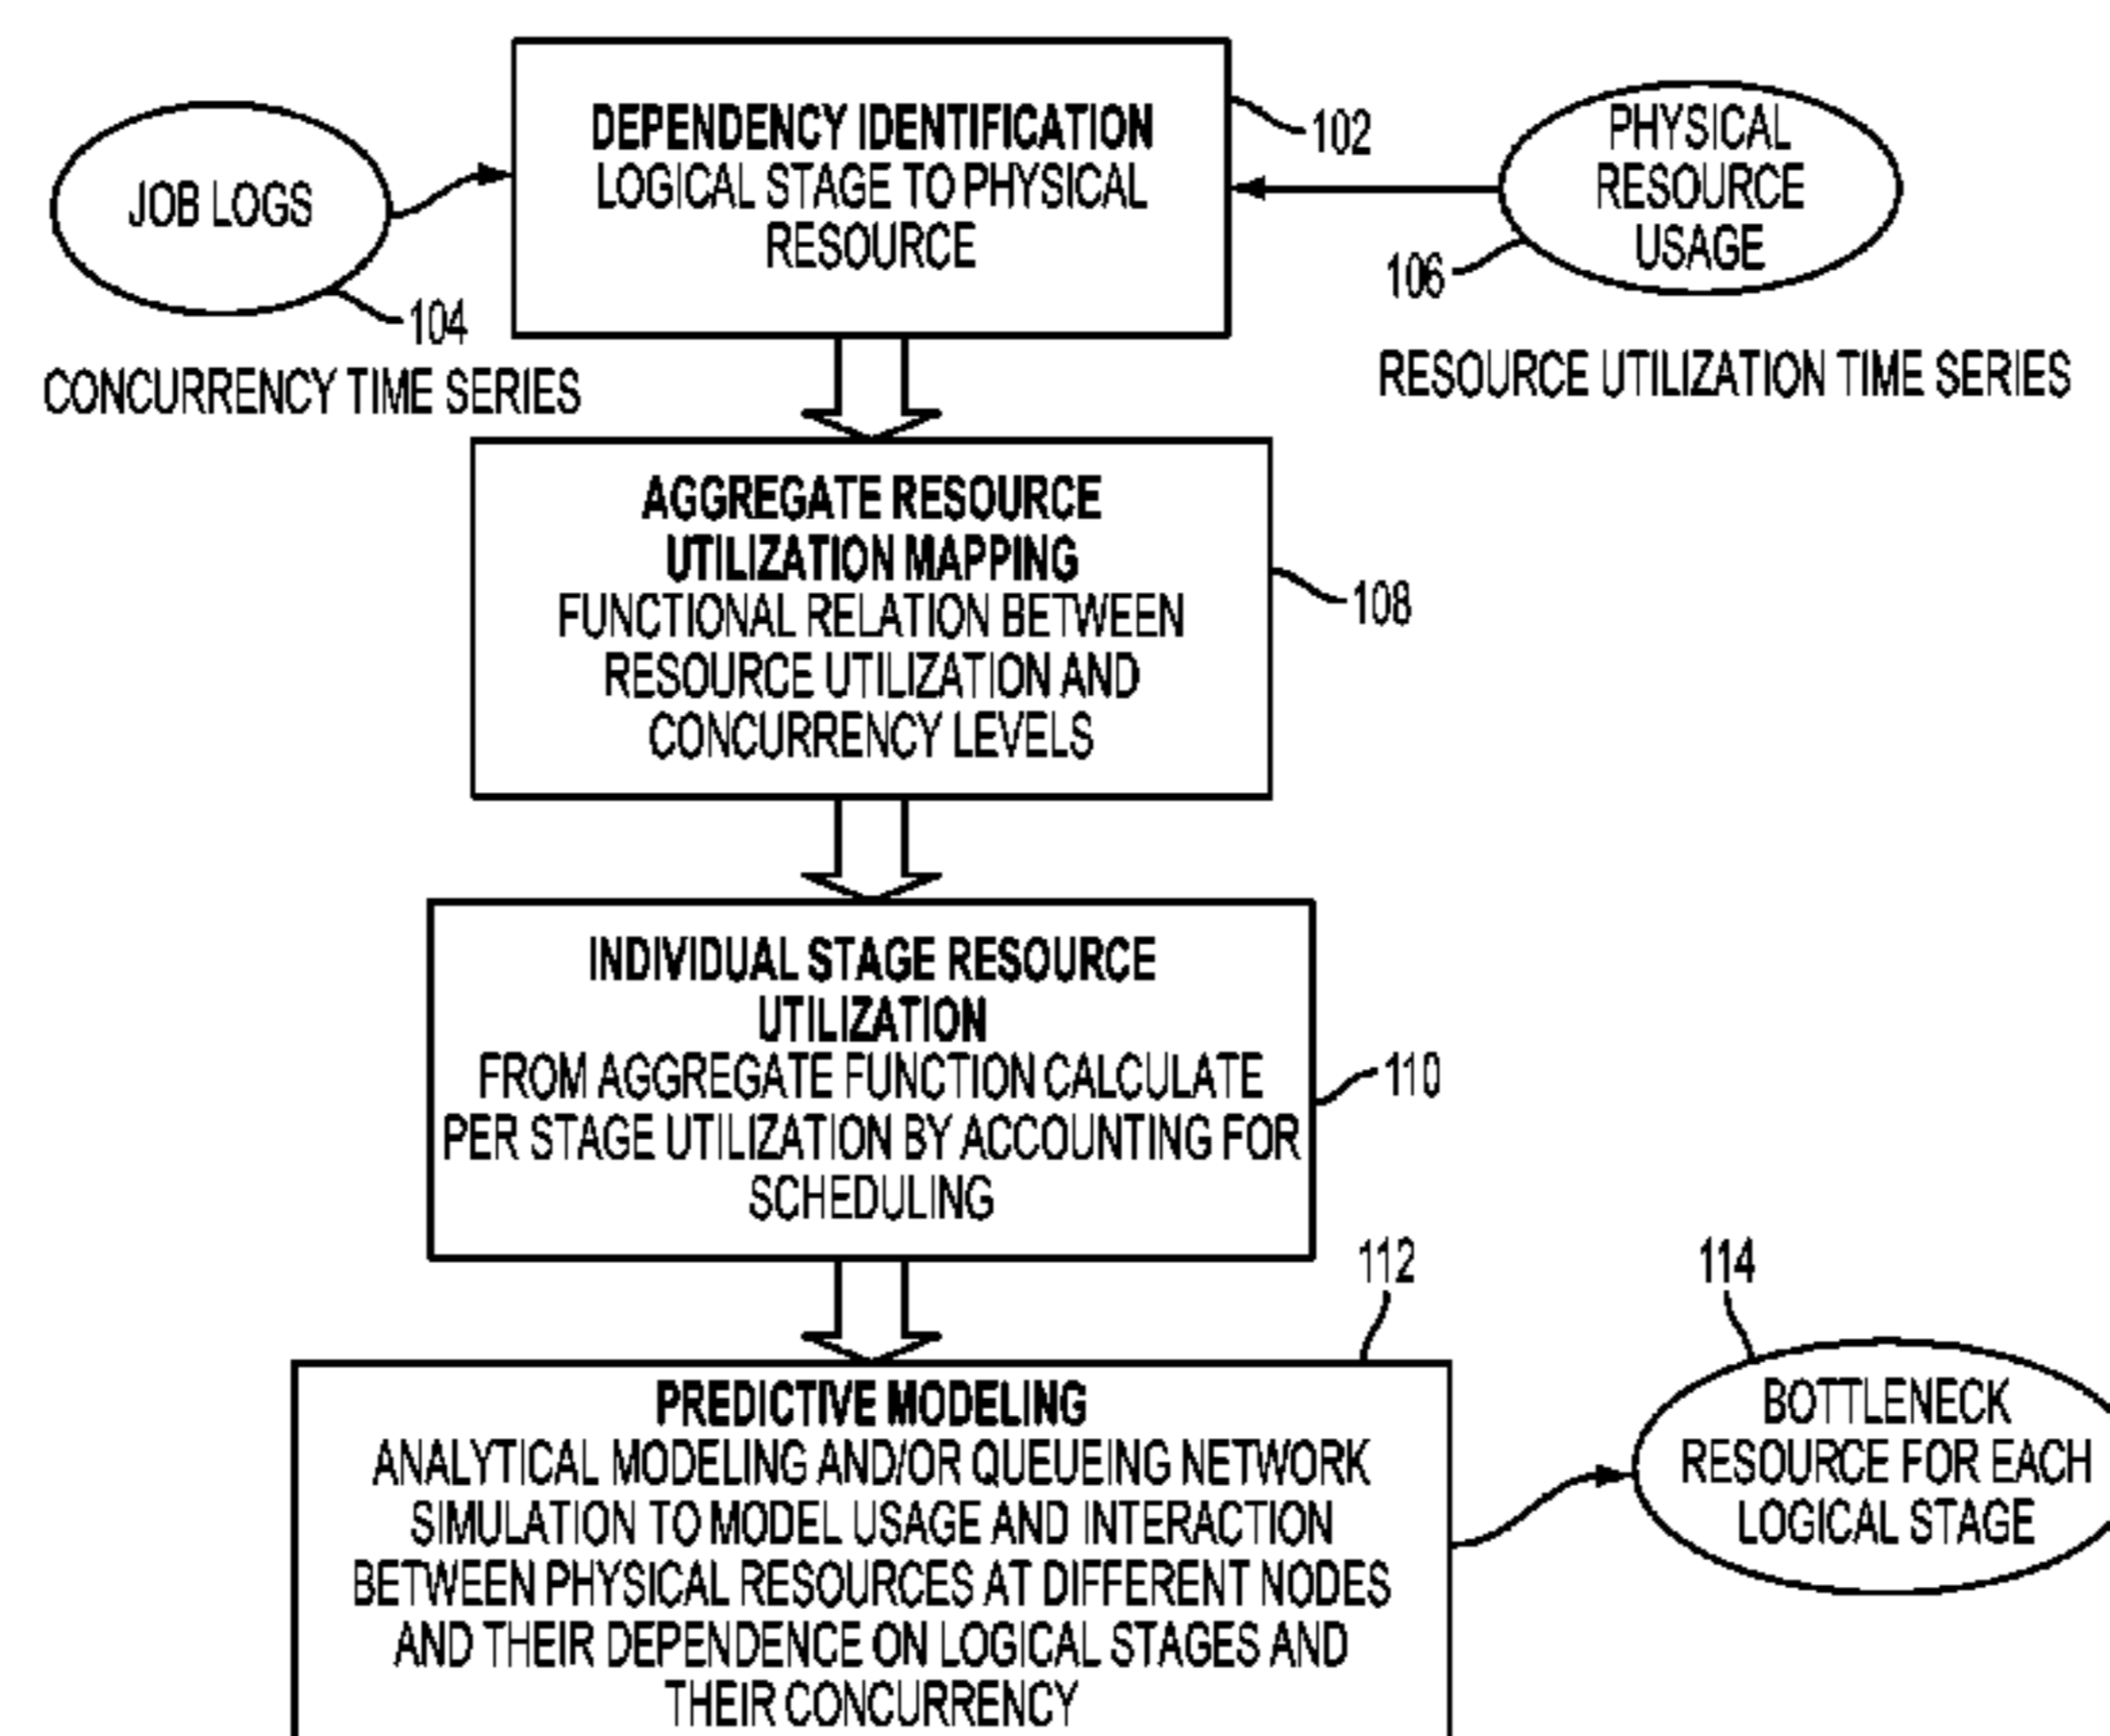 JOB LOGS
104
CONCURRENCY TIME SERIES
DEPENDENCY IDENTIFICATION
LOGICAL STAGE TO PHYSICAL
RESOURCE
102
PHYSICAL
RESOURCE
USAGE
106
RESOURCE UTILIZATION TIME SERIES
AGGREGATE RESOURCE
UTILIZATION MAPPING
FUNCTIONAL RELATION BETWEEN
RESOURCE UTILIZATION AND
CONCURRENCY LEVELS
108
INDIVIDUAL STAGE RESOURCE
UTILIZATION
FROM AGGREGATE FUNCTION CALCULATE
PER STAGE UTILIZATION BY ACCOUNTING FOR
SCHEDULING
110
112
PREDICTIVE MODELING
ANALYTICAL MODELING AND/OR QUEUEING NETWORK
SIMULATION TO MODEL USAGE AND INTERACTION
BETWEEN PHYSICAL RESOURCES AT DIFFERENT NODES
AND THEIR DEPENDENCE ON LOGICAL STAGES AND
THEIR CONCURRENCY
114
BOTTLENECK
RESOURCE FOR EACH
LOGICAL STAGE